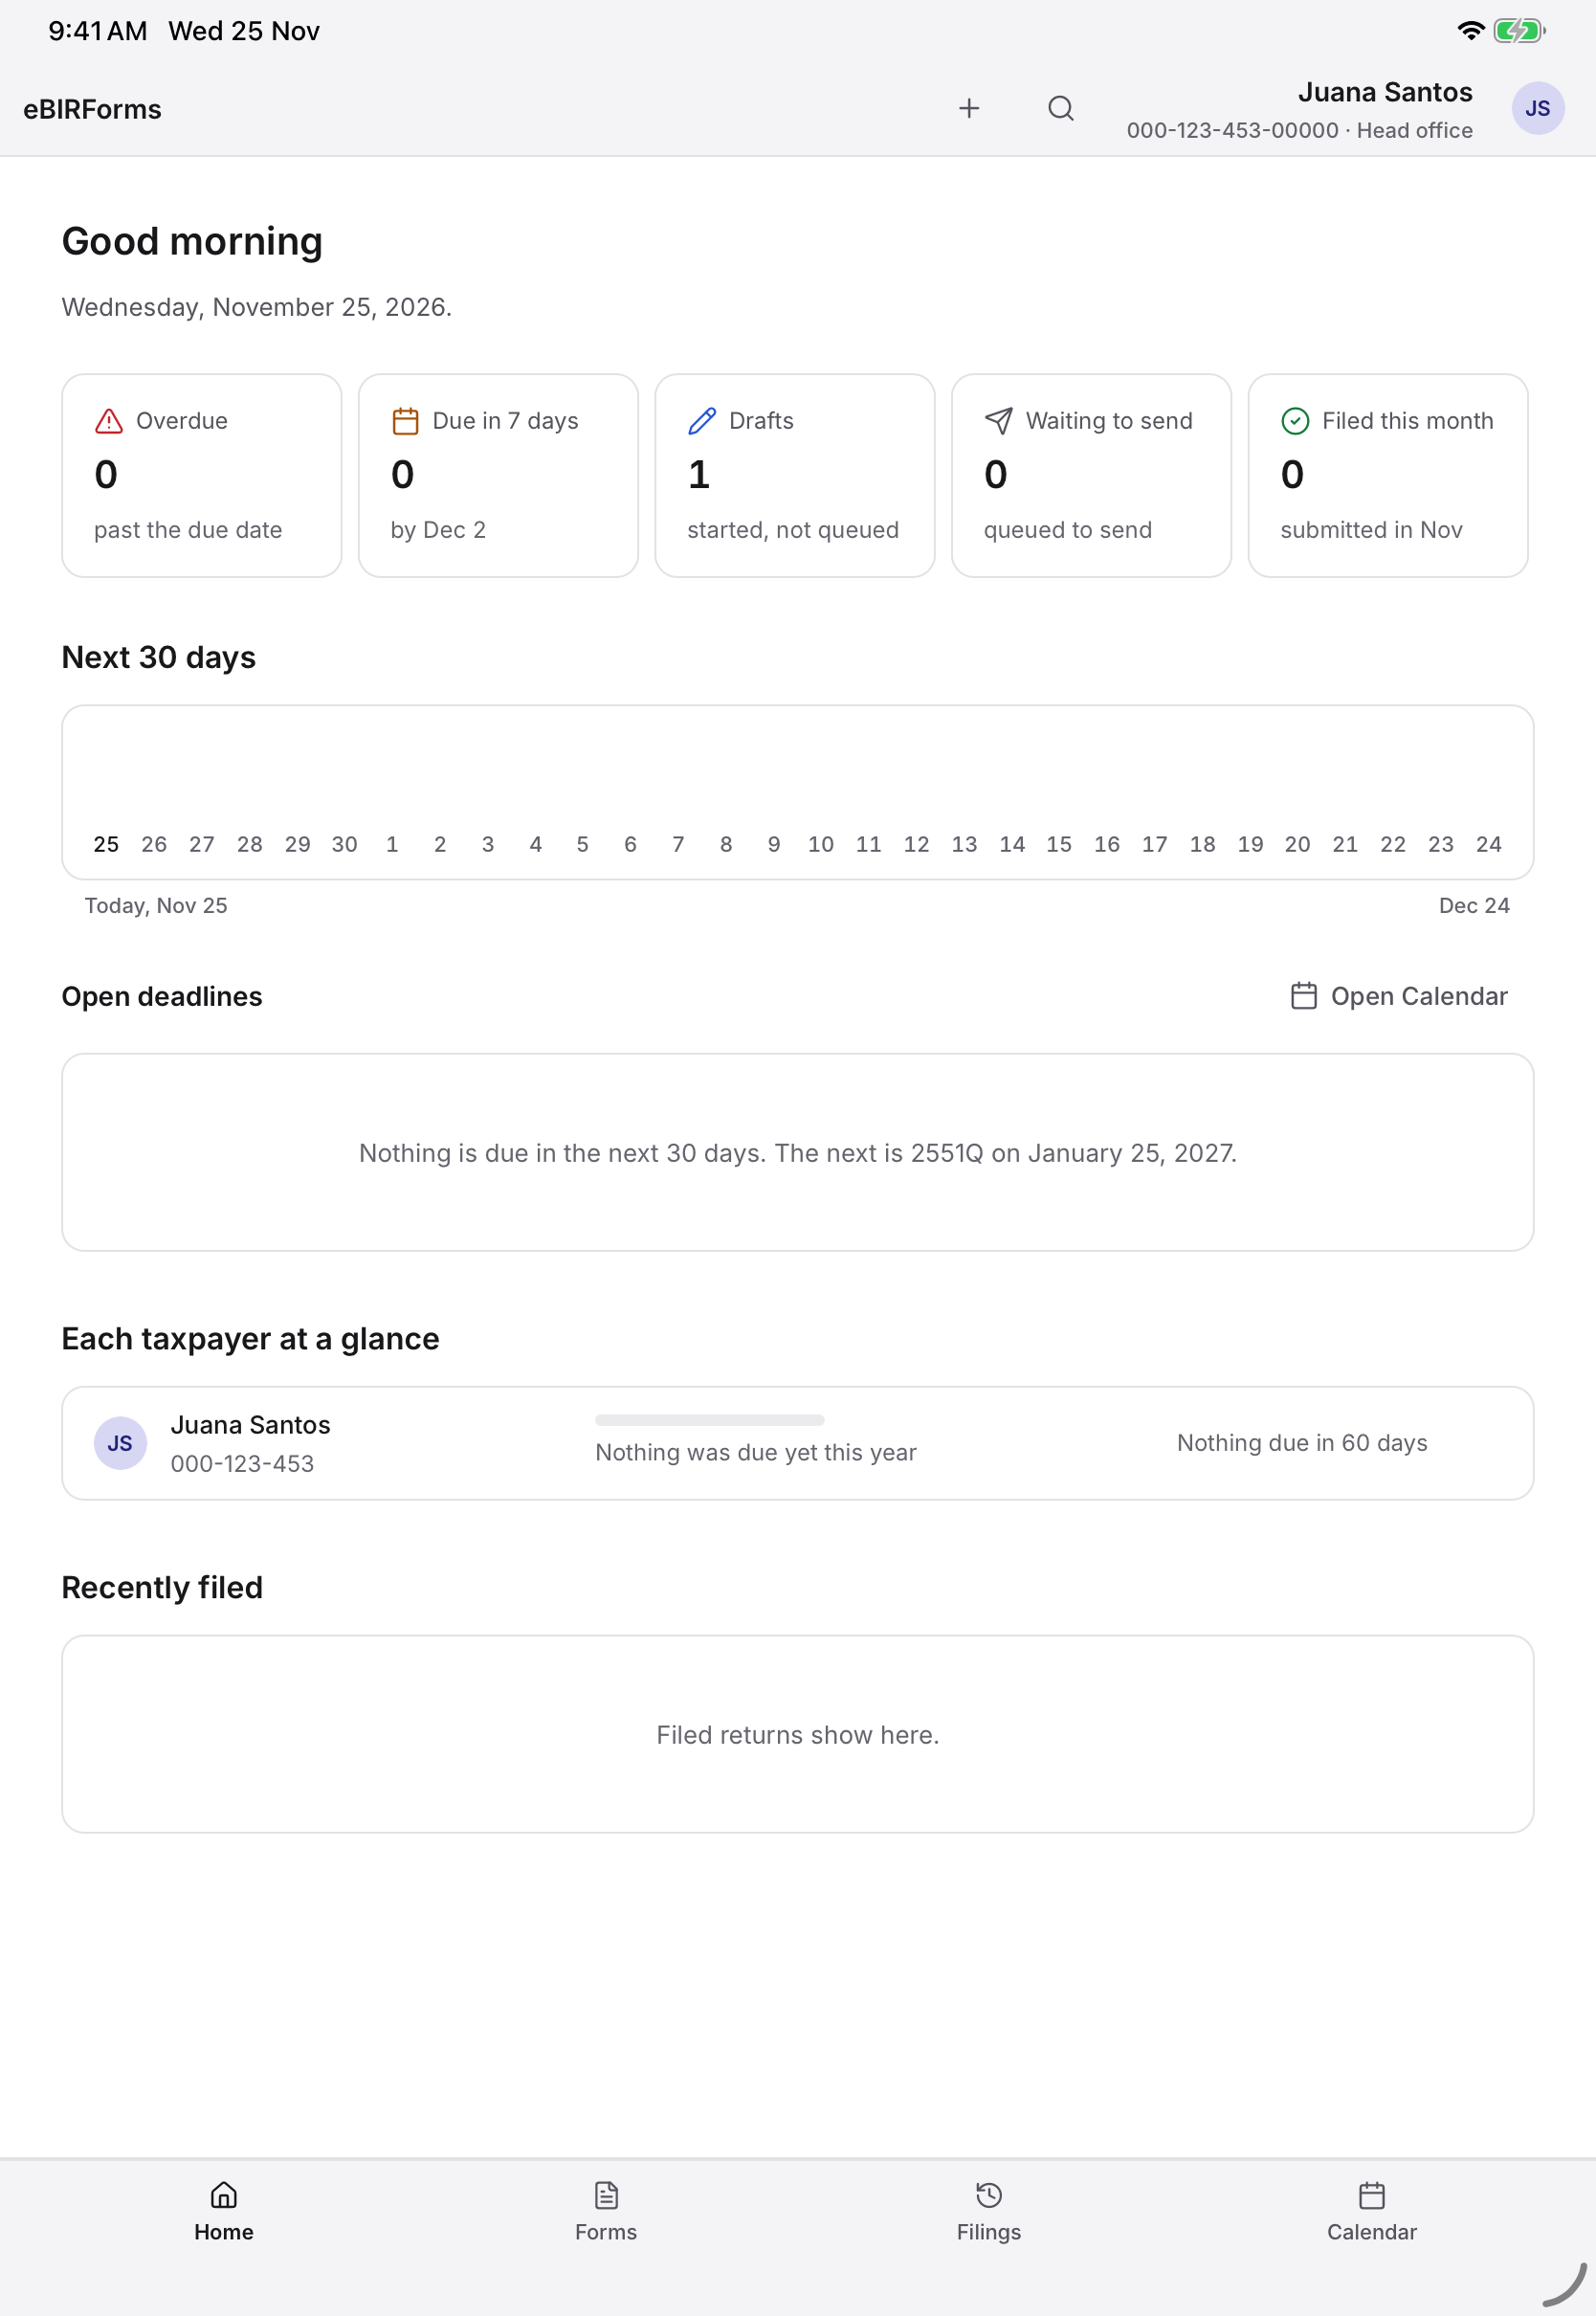 9:41 AM Wed 25 Nov
eBIRForms
Juana Santos
000-123-453-00000 · Head office
JS
Good morning
Wednesday, November 25, 2026.
Overdue
0
past the due date
Due in 7 days
0
by Dec 2
Drafts
1
started, not queued
Waiting to send
0
queued to send
Filed this month
0
submitted in Nov
Next 30 days
25 26 27 28 29 30 1 2 3 4 5 6 7 8 9 10 11 12 13 14 15 16 17 18 19 20 21 22 23 24
Today, Nov 25
Dec 24
Open deadlines
Open Calendar
Nothing is due in the next 30 days. The next is 2551Q on January 25, 2027.
Each taxpayer at a glance
JS
Juana Santos
000-123-453
Nothing was due yet this year
Nothing due in 60 days
Recently filed
Filed returns show here.
Home
Forms
Filings
Calendar